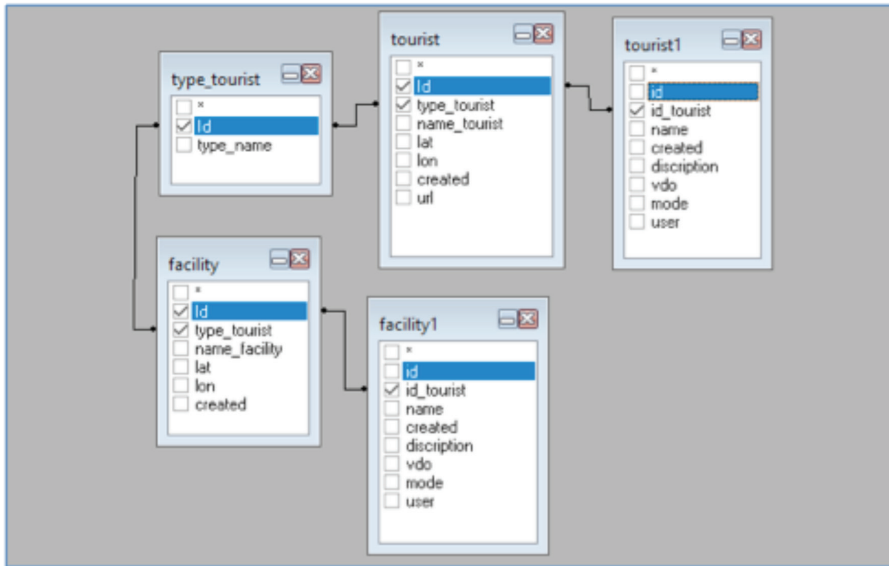 type_tourist
*
Id
type_name
tourist
*
Id
type_tourist
name_tourist
lat
lon
created
url
tourist1
*
id
id_tourist
name
created
discription
vdo
mode
user
facility
*
Id
type_tourist
name_facility
lat
lon
created
facility1
*
id
id_tourist
name
created
discription
vdo
mode
user